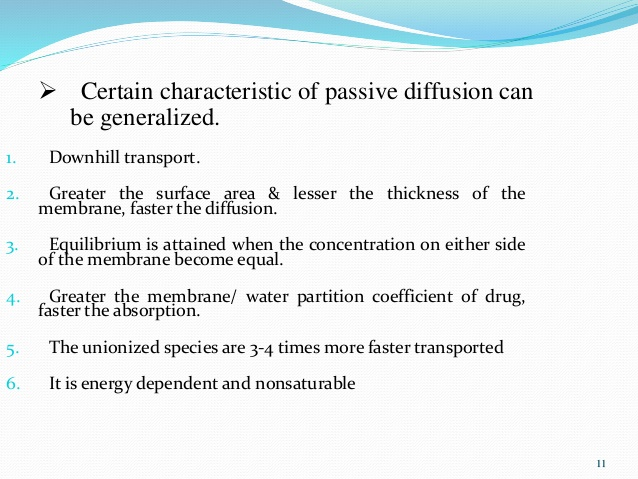 ➢ Certain characteristic of passive diffusion can
be generalized.
1. Downhill transport.
2. Greater the surface area & lesser the thickness of the
membrane, faster the diffusion.
3. Equilibrium is attained when the concentration on either side
of the membrane become equal.
4. Greater the membrane/ water partition coefficient of drug,
faster the absorption.
5. The unionized species are 3-4 times more faster transported
6. It is energy dependent and nonsaturable
11